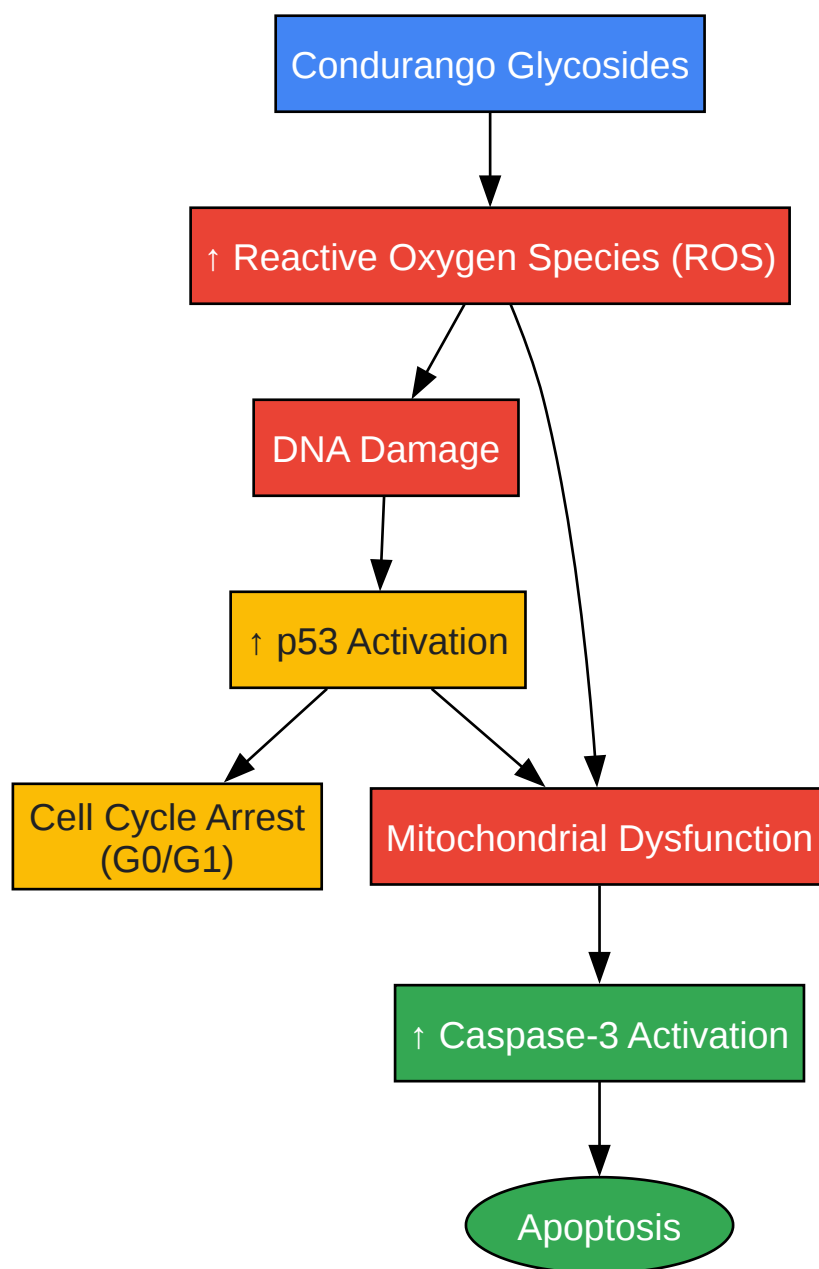 Condurango Glycosides
↑ Reactive Oxygen Species (ROS)
DNA Damage
↑ p53 Activation
Cell Cycle Arrest
(G0/G1)
Mitochondrial Dysfunction
↑ Caspase-3 Activation
Apoptosis